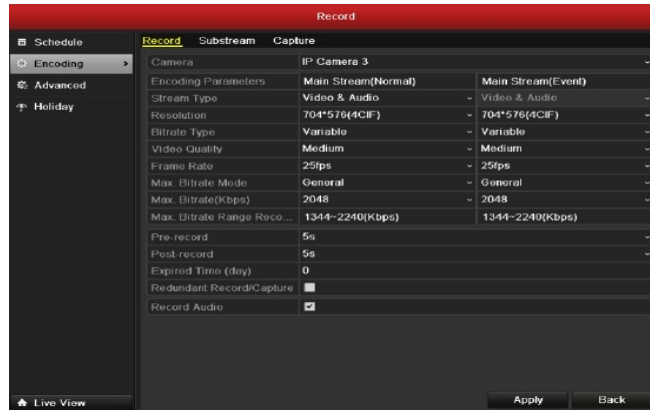 Record
Schedule
Encoding
Advanced
Holiday
Live View
Record Substream Capture
Camera IP Camera 3
Encoding Parameters Main Stream(Normal) Main Stream(Event)
Stream Type Video & Audio Video & Audio
Resolution 704*576(4CIF) 704*576(4CIF)
Bitrate Type Variable Variable
Video Quality Medium Medium
Frame Rate 25fps 25fps
Max. Bitrate Mode General General
Max. Bitrate(Kbps) 2048 2048
Max. Bitrate Range Reco... 1344~2240(Kbps) 1344~2240(Kbps)
Pre-record 5s
Post-record 5s
Expired Time (day) 0
Redundant Record/Capture
Record Audio
Apply Back